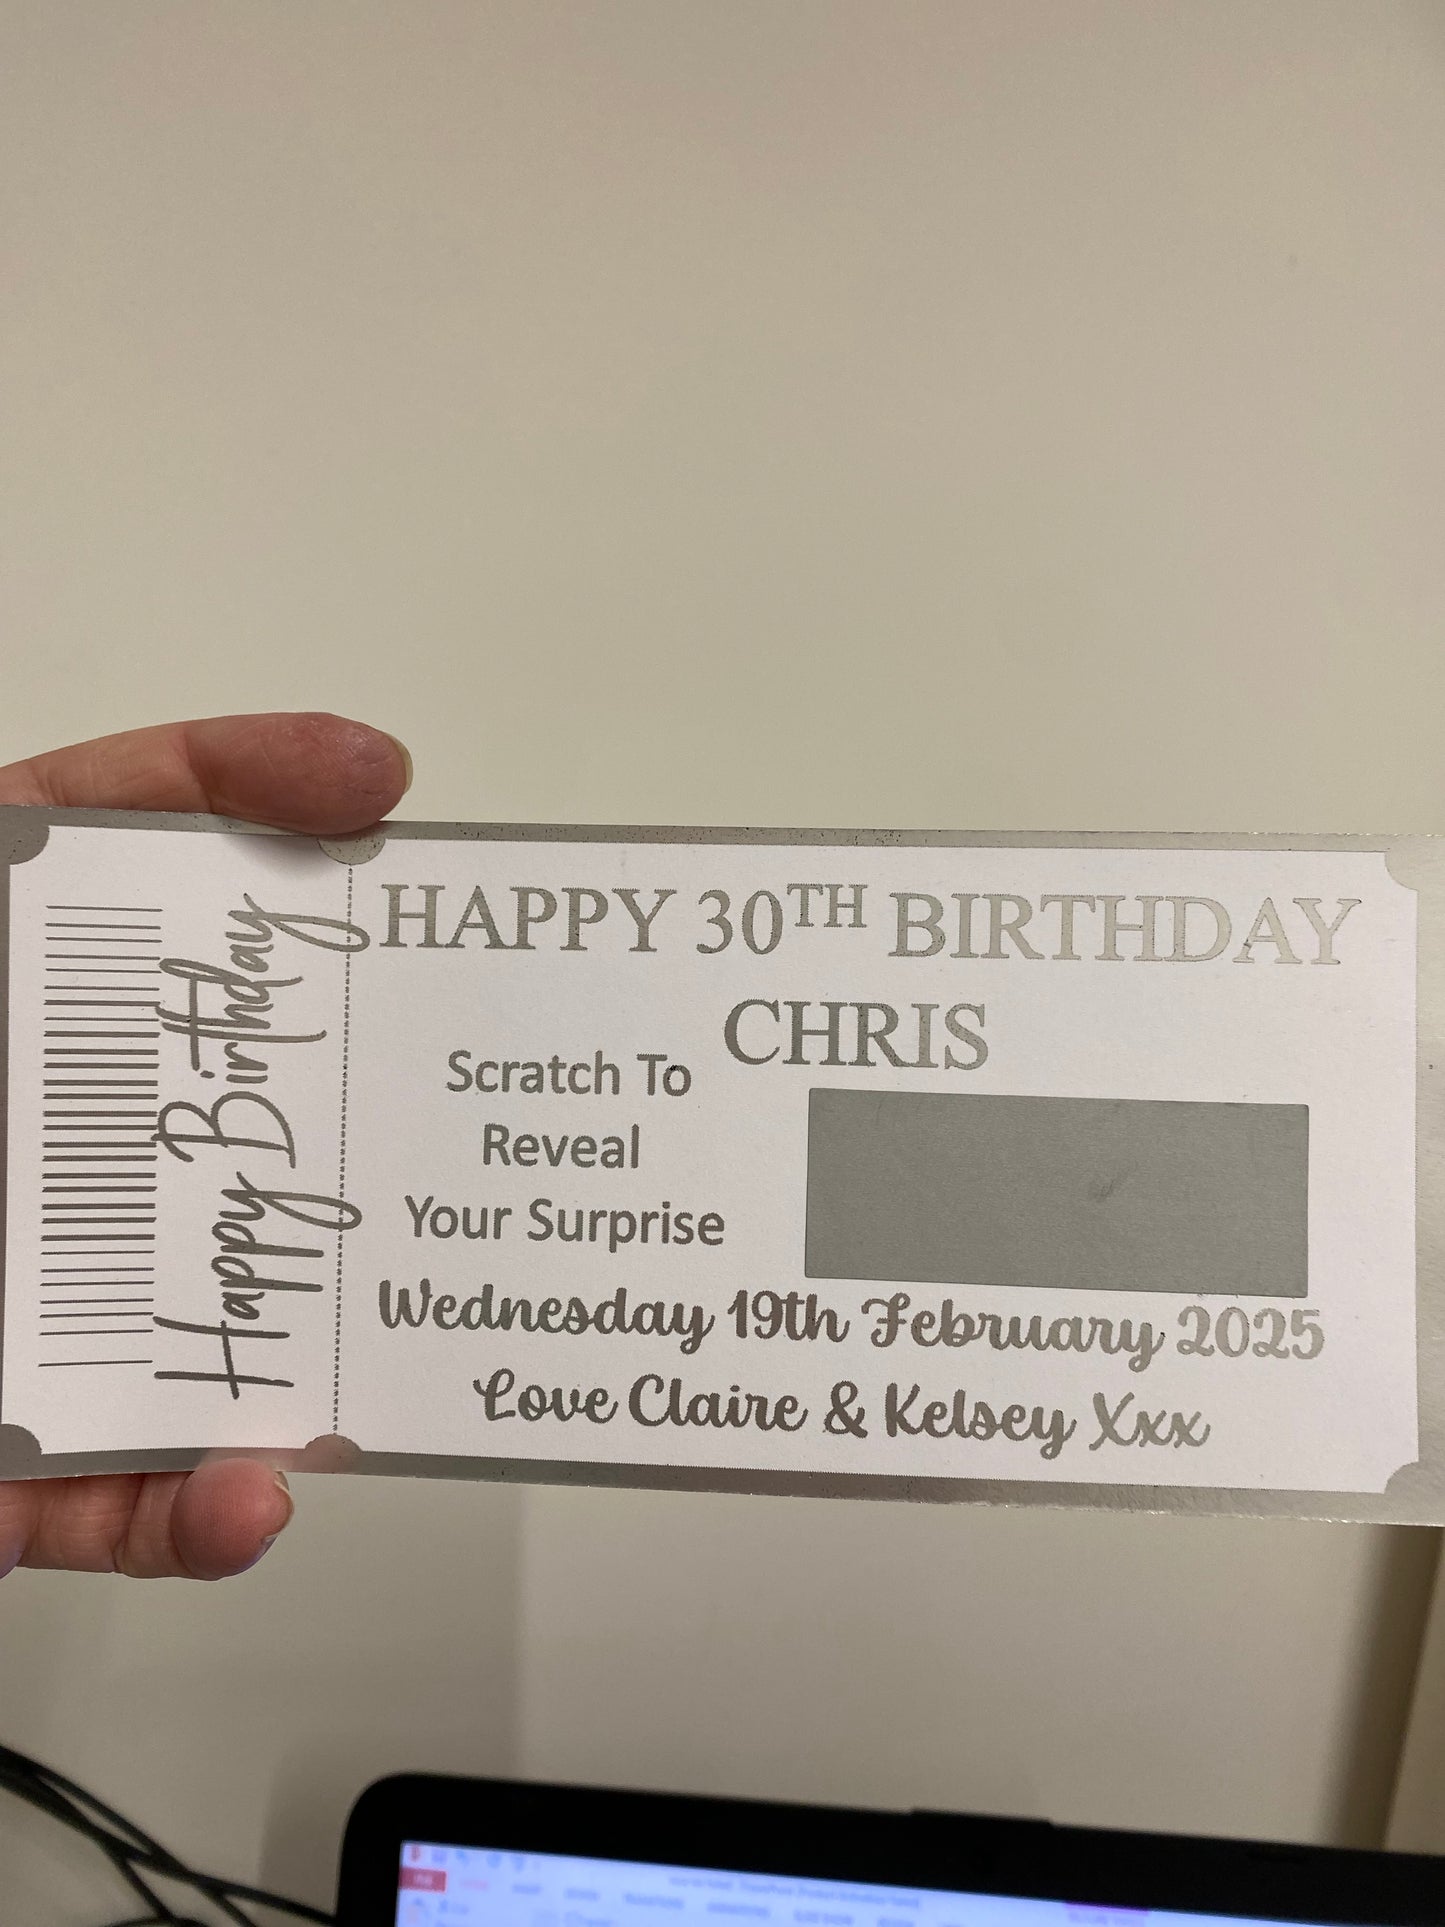 Happy Birthday
HAPPY 30TH BIRTHDAY
CHRIS
Scratch To
Reveal
Your Surprise
Wednesday 19th February 2025
Love Claire & Kelsey Xxx